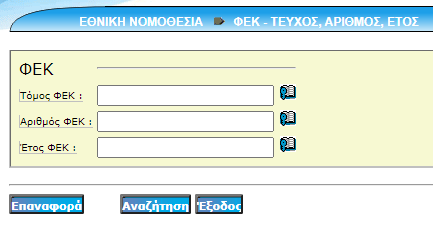 ΕΘΝΙΚΗ ΝΟΜΟΘΕΣΙΑ ΦΕΚ - ΤΕΥΧΟΣ, ΑΡΙΘΜΟΣ, ΕΤΟΣ
ΦΕΚ
Τόμος ΦΕΚ :
Αριθμός ΦΕΚ :
Έτος ΦΕΚ :
Επαναφορά Αναζήτηση Έξοδος